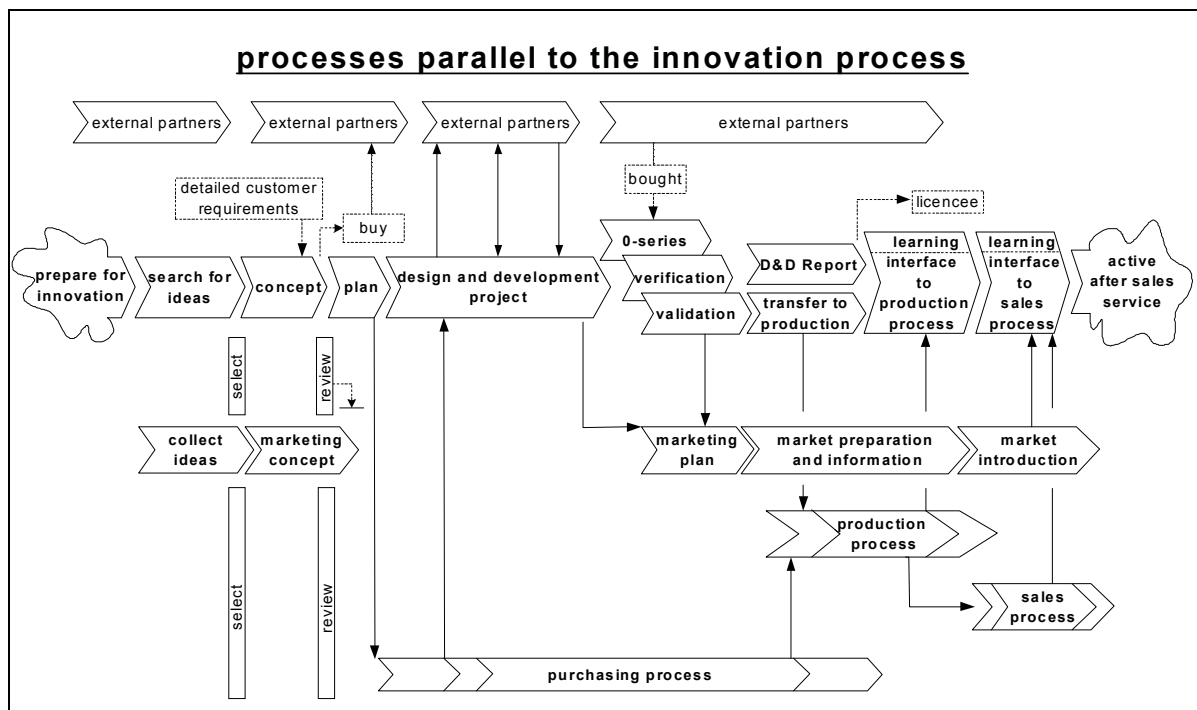 processes parallel to the innovation process
external partners
external partners
external partners
external partners
detailed customer
requirements
buy
bought
licencee
prepare for
innovation
search for
ideas
concept
plan
design and development
project
0-series
verification
validation
D&D Report
transfer to
production
learning
interface
to
production
process
learning
interface
to
sales
process
active
after sales
service
select
review
collect
ideas
marketing
concept
marketing
plan
market preparation
and information
market
introduction
select
review
production
process
sales
process
purchasing process